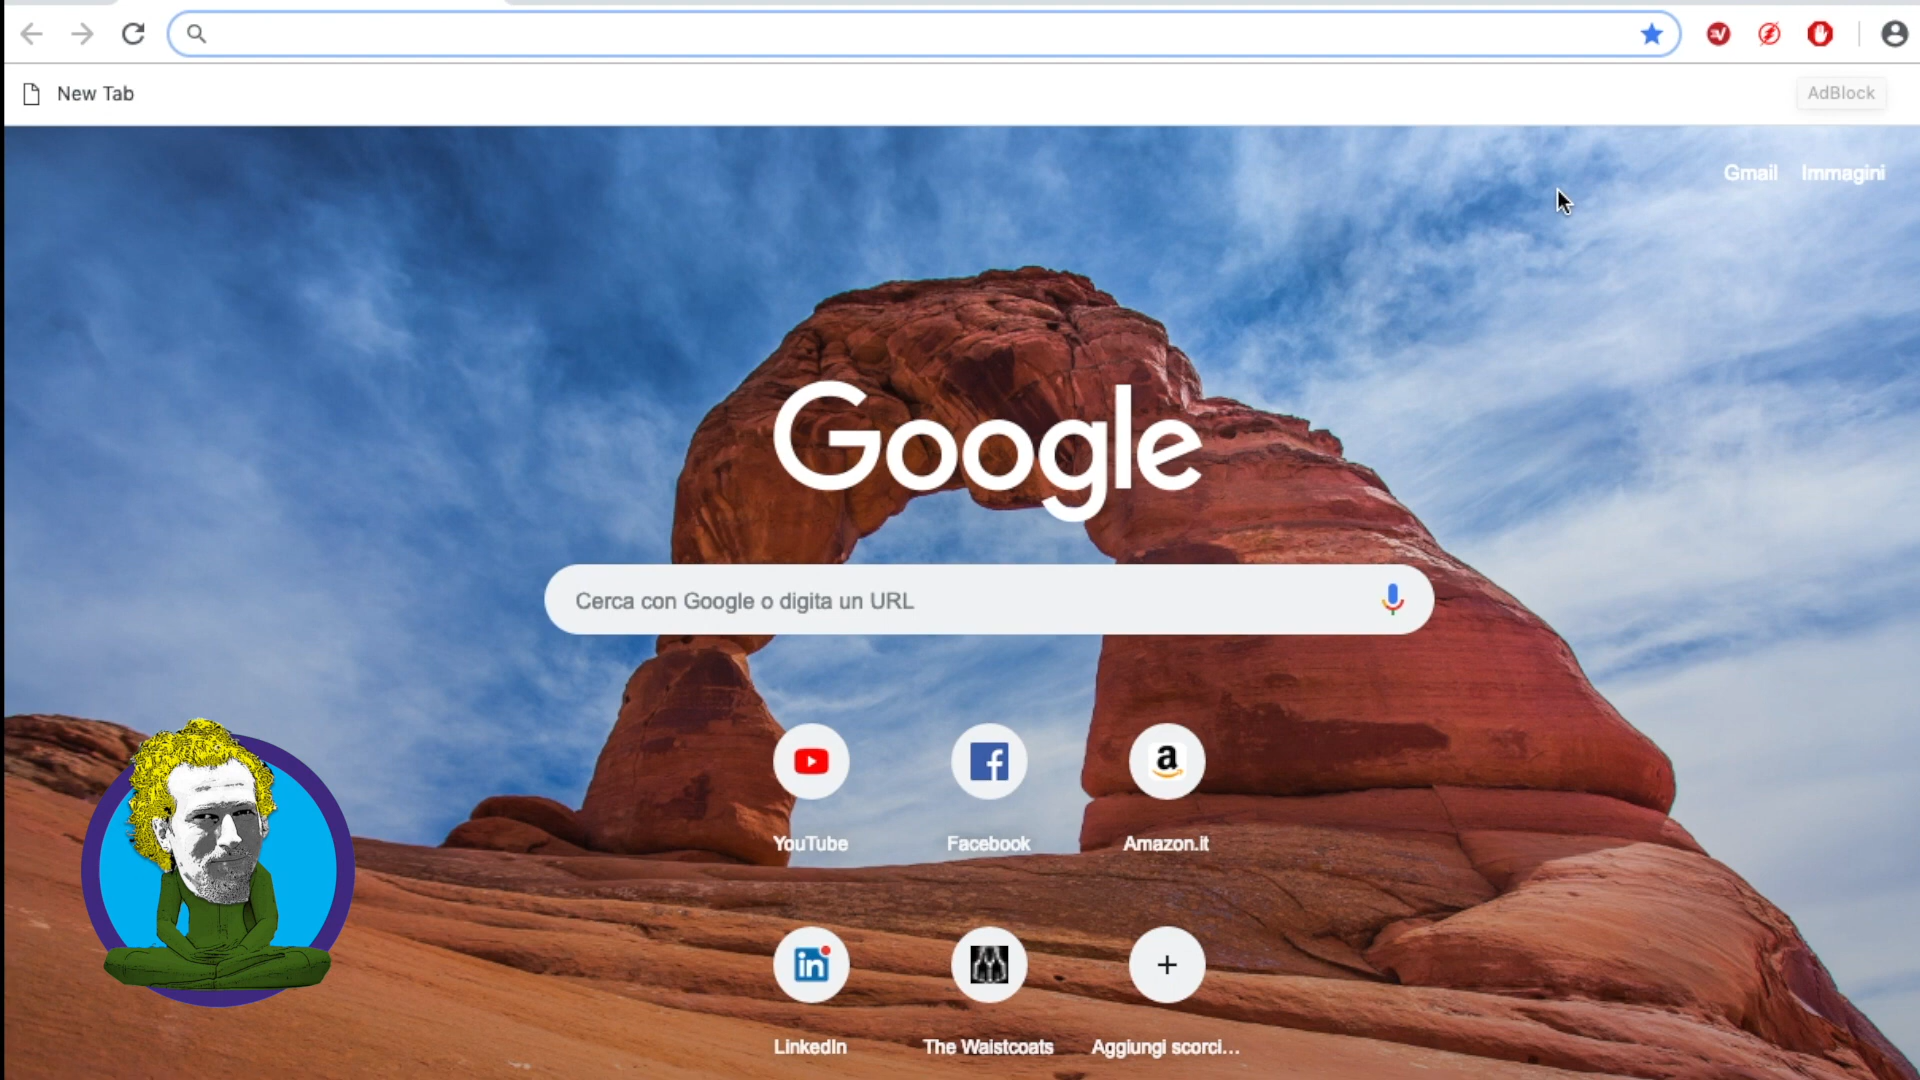 New Tab
AdBlock
Gmail Immagini
Google
Cerca con Google o digita un URL
YouTube Facebook Amazon.it
LinkedIn The Waistcoats Aggiungi scorci...